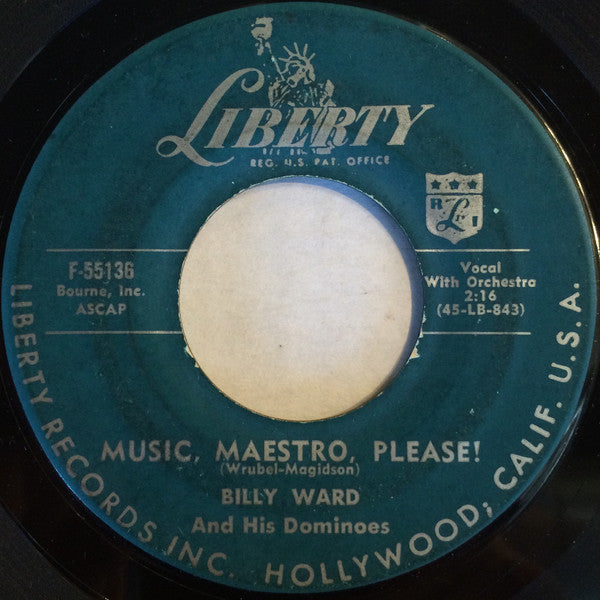 LIBERTY
REG. U.S. PAT. OFFICE
R L I
F-55136
Bourne, Inc.
ASCAP
Vocal
With Orchestra
2:16
(45-LB-843)
MUSIC, MAESTRO, PLEASE!
(Wrubel-Magidson)
BILLY WARD
And His Dominoes
LIBERTY RECORDS INC. HOLLYWOOD; CALIF. U.S.A.